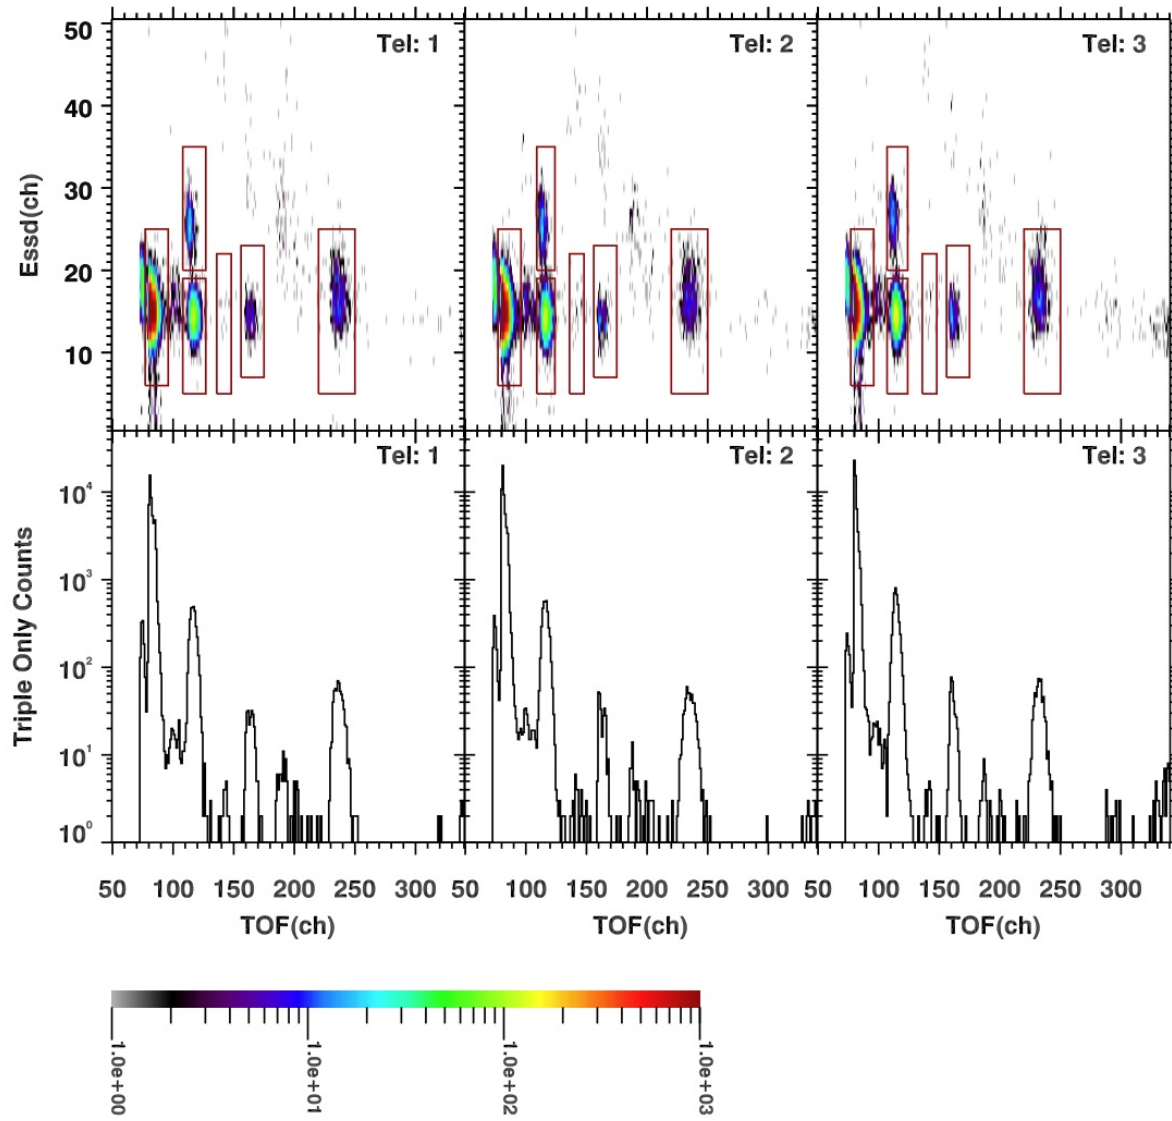 Tel: 1 Tel: 2 Tel: 3
50
40
30
20
10
Essd(ch)
Tel: 1 Tel: 2 Tel: 3
10⁴
10³
10²
10¹
10⁰
Triple Only Counts
50 100 150 200 250 300 50 100 150 200 250 300 50 100 150 200 250 300
TOF(ch) TOF(ch) TOF(ch)
1.0e+00 1.0e+01 1.0e+02 1.0e+03